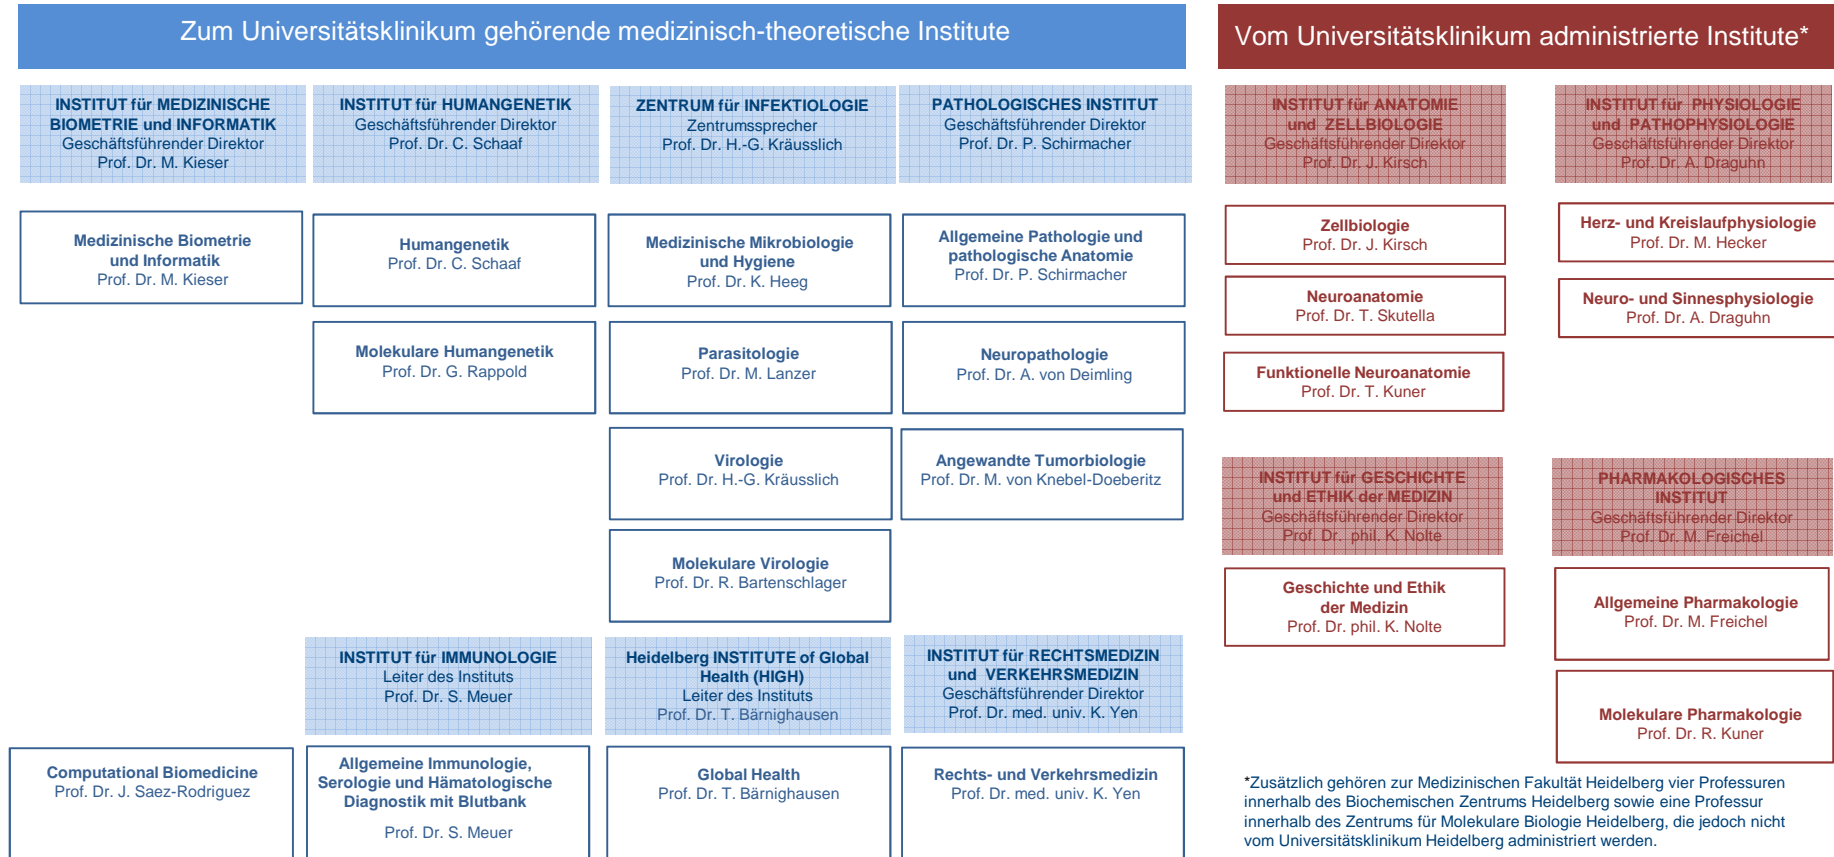 Zum Universitätsklinikum gehörende medizinisch-theoretische Institute
Vom Universitätsklinikum administrierte Institute*
INSTITUT für MEDIZINISCHE
BIOMETRIE und INFORMATIK
Geschäftsführender Direktor
Prof. Dr. M. Kieser
INSTITUT für HUMANGENETIK
Geschäftsführender Direktor
Prof. Dr. C. Schaaf
ZENTRUM für INFEKTIOLOGIE
Zentrumssprecher
Prof. Dr. H.-G. Kräusslich
PATHOLOGISCHES INSTITUT
Geschäftsführender Direktor
Prof. Dr. P. Schirmacher
INSTITUT für ANATOMIE
und ZELLBIOLOGIE
Geschäftsführender Direktor
Prof. Dr. J. Kirsch
INSTITUT für PHYSIOLOGIE
und PATHOPHYSIOLOGIE
Geschäftsführender Direktor
Prof. Dr. A. Draguhn
Medizinische Biometrie
und Informatik
Prof. Dr. M. Kieser
Humangenetik
Prof. Dr. C. Schaaf
Medizinische Mikrobiologie
und Hygiene
Prof. Dr. K. Heeg
Allgemeine Pathologie und
pathologische Anatomie
Prof. Dr. P. Schirmacher
Zellbiologie
Prof. Dr. J. Kirsch
Herz- und Kreislaufphysiologie
Prof. Dr. M. Hecker
Neuroanatomie
Prof. Dr. T. Skutella
Neuro- und Sinnesphysiologie
Prof. Dr. A. Draguhn
Molekulare Humangenetik
Prof. Dr. G. Rappold
Parasitologie
Prof. Dr. M. Lanzer
Neuropathologie
Prof. Dr. A. von Deimling
Funktionelle Neuroanatomie
Prof. Dr. T. Kuner
Virologie
Prof. Dr. H.-G. Kräusslich
Angewandte Tumorbiologie
Prof. Dr. M. von Knebel-Doeberitz
INSTITUT für GESCHICHTE
und ETHIK der MEDIZIN
Geschäftsführender Direktor
Prof. Dr. phil. K. Nolte
PHARMAKOLOGISCHES
INSTITUT
Geschäftsführender Direktor
Prof. Dr. M. Freichel
Molekulare Virologie
Prof. Dr. R. Bartenschlager
Geschichte und Ethik
der Medizin
Prof. Dr. phil. K. Nolte
Allgemeine Pharmakologie
Prof. Dr. M. Freichel
INSTITUT für IMMUNOLOGIE
Leiter des Instituts
Prof. Dr. S. Meuer
Heidelberg INSTITUTE of Global
Health (HIGH)
Leiter des Instituts
Prof. Dr. T. Bärnighausen
INSTITUT für RECHTSMEDIZIN
und VERKEHRSMEDIZIN
Geschäftsführender Direktor
Prof. Dr. med. univ. K. Yen
Molekulare Pharmakologie
Prof. Dr. R. Kuner
Computational Biomedicine
Prof. Dr. J. Saez-Rodriguez
Allgemeine Immunologie,
Serologie und Hämatologische
Diagnostik mit Blutbank
Prof. Dr. S. Meuer
Global Health
Prof. Dr. T. Bärnighausen
Rechts- und Verkehrsmedizin
Prof. Dr. med. univ. K. Yen
*Zusätzlich gehören zur Medizinischen Fakultät Heidelberg vier Professuren
innerhalb des Biochemischen Zentrums Heidelberg sowie eine Professur
innerhalb des Zentrums für Molekulare Biologie Heidelberg, die jedoch nicht
vom Universitätsklinikum Heidelberg administriert werden.